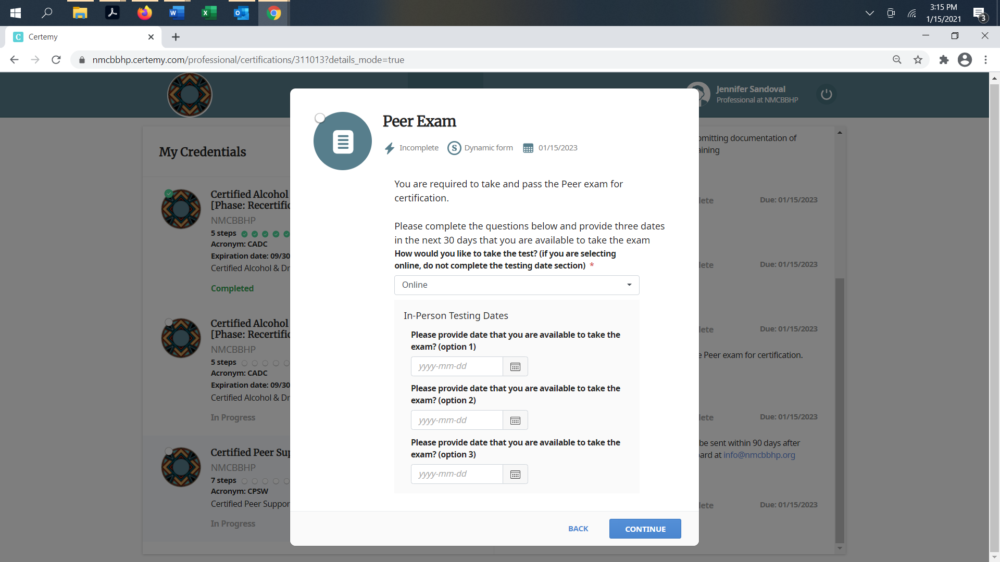 3:15 PM
1/15/2021
3
Certemy
nmcbbhp.certemy.com/professional/certifications/311013?details_mode=true
Jennifer Sandoval
Professional at NMCBBHP
My Credentials
Certified Alcohol
[Phase: Recertific
NMCBBHP
5 steps
Acronym: CADC
Expiration date: 09/30
Certified Alcohol & Dr
Completed
Certified Alcohol
[Phase: Recertific
NMCBBHP
5 steps
Acronym: CADC
Expiration date: 09/30
Certified Alcohol & Dr
In Progress
Certified Peer Sup
NMCBBHP
7 steps
Acronym: CPSW
Certified Peer Suppor
In Progress
Peer Exam
Incomplete
S Dynamic form
01/15/2023
You are required to take and pass the Peer exam for
certification.
Please complete the questions below and provide three dates
in the next 30 days that you are available to take the exam
How would you like to take the test? (if you are selecting
online, do not complete the testing date section) *
Online
In-Person Testing Dates
Please provide date that you are available to take the
exam? (option 1)
yyyy-mm-dd
Please provide date that you are available to take the
exam? (option 2)
yyyy-mm-dd
Please provide date that you are available to take the
exam? (option 3)
yyyy-mm-dd
BACK
CONTINUE
omitting documentation of
aining
lete Due: 01/15/2023
lete Due: 01/15/2023
lete Due: 01/15/2023
e Peer exam for certification.
lete Due: 01/15/2023
be sent within 90 days after
ard at info@nmcbbhp.org
lete Due: 01/15/2023